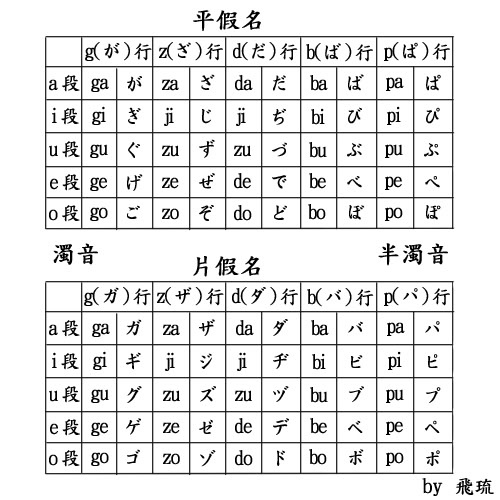 平假名
g(が)行 z(ざ)行 d(だ)行 b(ば)行 p(ぱ)行
a段 ga が za ざ da だ ba ば pa ぱ
i段 gi ぎ ji じ ji ぢ bi び pi ぴ
u段 gu ぐ zu ず zu づ bu ぶ pu ぷ
e段 ge げ ze ぜ de で be べ pe ぺ
o段 go ご zo ぞ do ど bo ぼ po ぽ
濁音 半濁音
片假名
g(ガ)行 z(ザ)行 d(ダ)行 b(バ)行 p(パ)行
a段 ga ガ za ザ da ダ ba バ pa パ
i段 gi ギ ji ジ ji ヂ bi ビ pi ピ
u段 gu グ zu ズ zu ヅ bu ブ pu プ
e段 ge ゲ ze ゼ de デ be ベ pe ペ
o段 go ゴ zo ゾ do ド bo ボ po ポ
by 飛琉